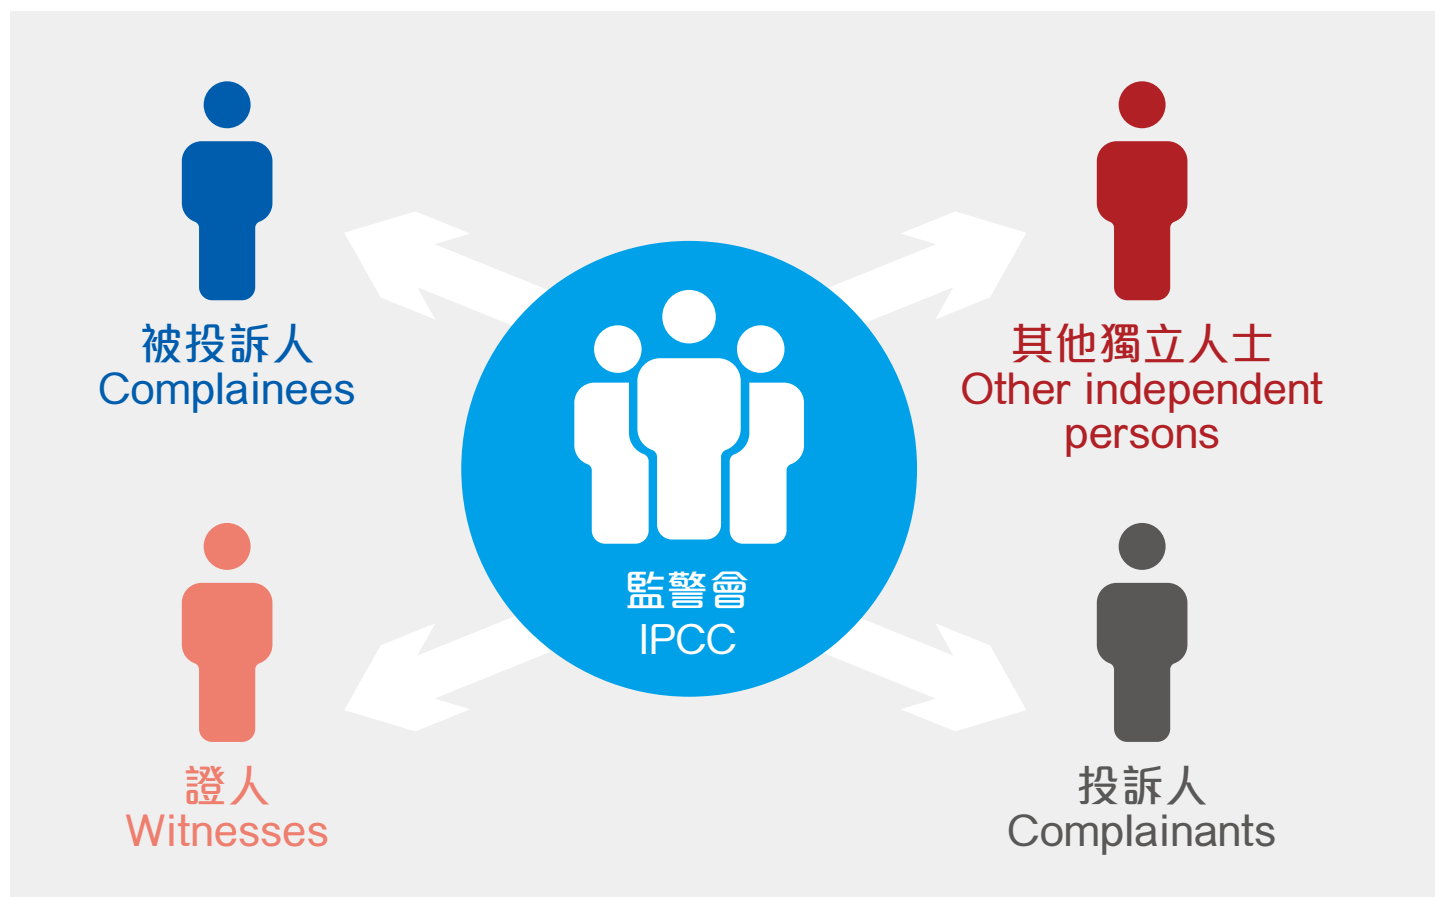 被投訴人
Complainees
其他獨立人士
Other independent
persons
監警會
IPCC
證人
Witnesses
投訴人
Complainants